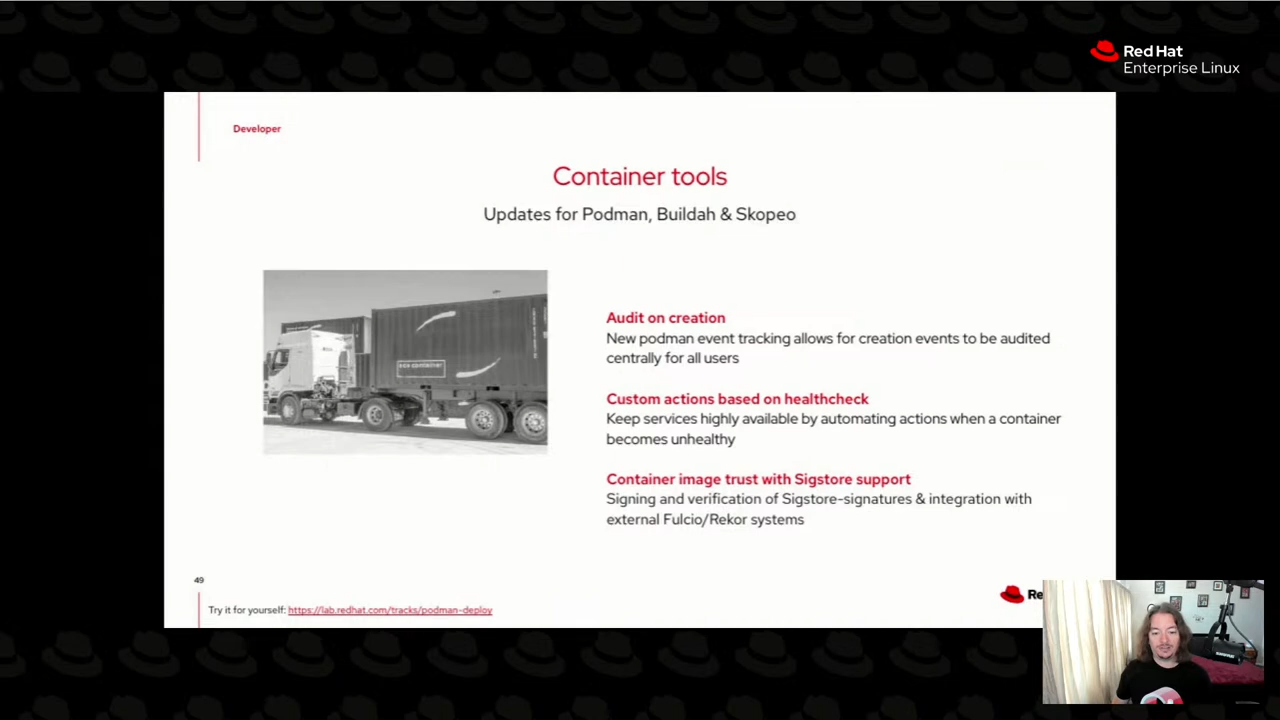 Red Hat
Enterprise Linux
Developer
Container tools
Updates for Podman, Buildah & Skopeo
Audit on creation
New podman event tracking allows for creation events to be audited
centrally for all users
Custom actions based on healthcheck
Keep services highly available by automating actions when a container
becomes unhealthy
Container image trust with Sigstore support
Signing and verification of Sigstore-signatures & integration with
external Fulcio/Rekor systems
49
Try it for yourself: https://lab.redhat.com/tracks/podman-deploy
Re